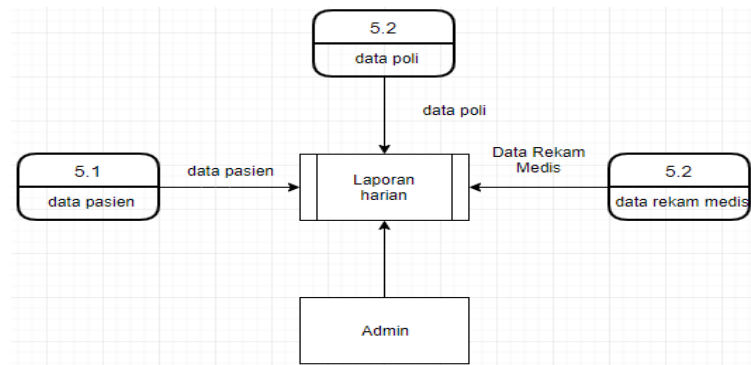 5.2
data poli
data poli
5.1
data pasien
data pasien
Laporan
harian
Data Rekam
Medis
5.2
data rekam medis
Admin